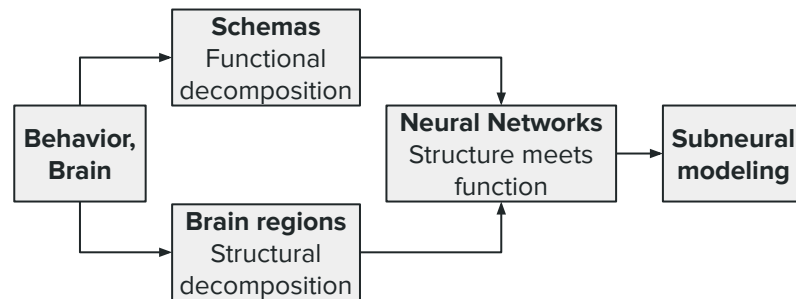 Schemas
Functional
decomposition
Behavior,
Brain
Neural Networks
Structure meets
function
Subneural
modeling
Brain regions
Structural
decomposition